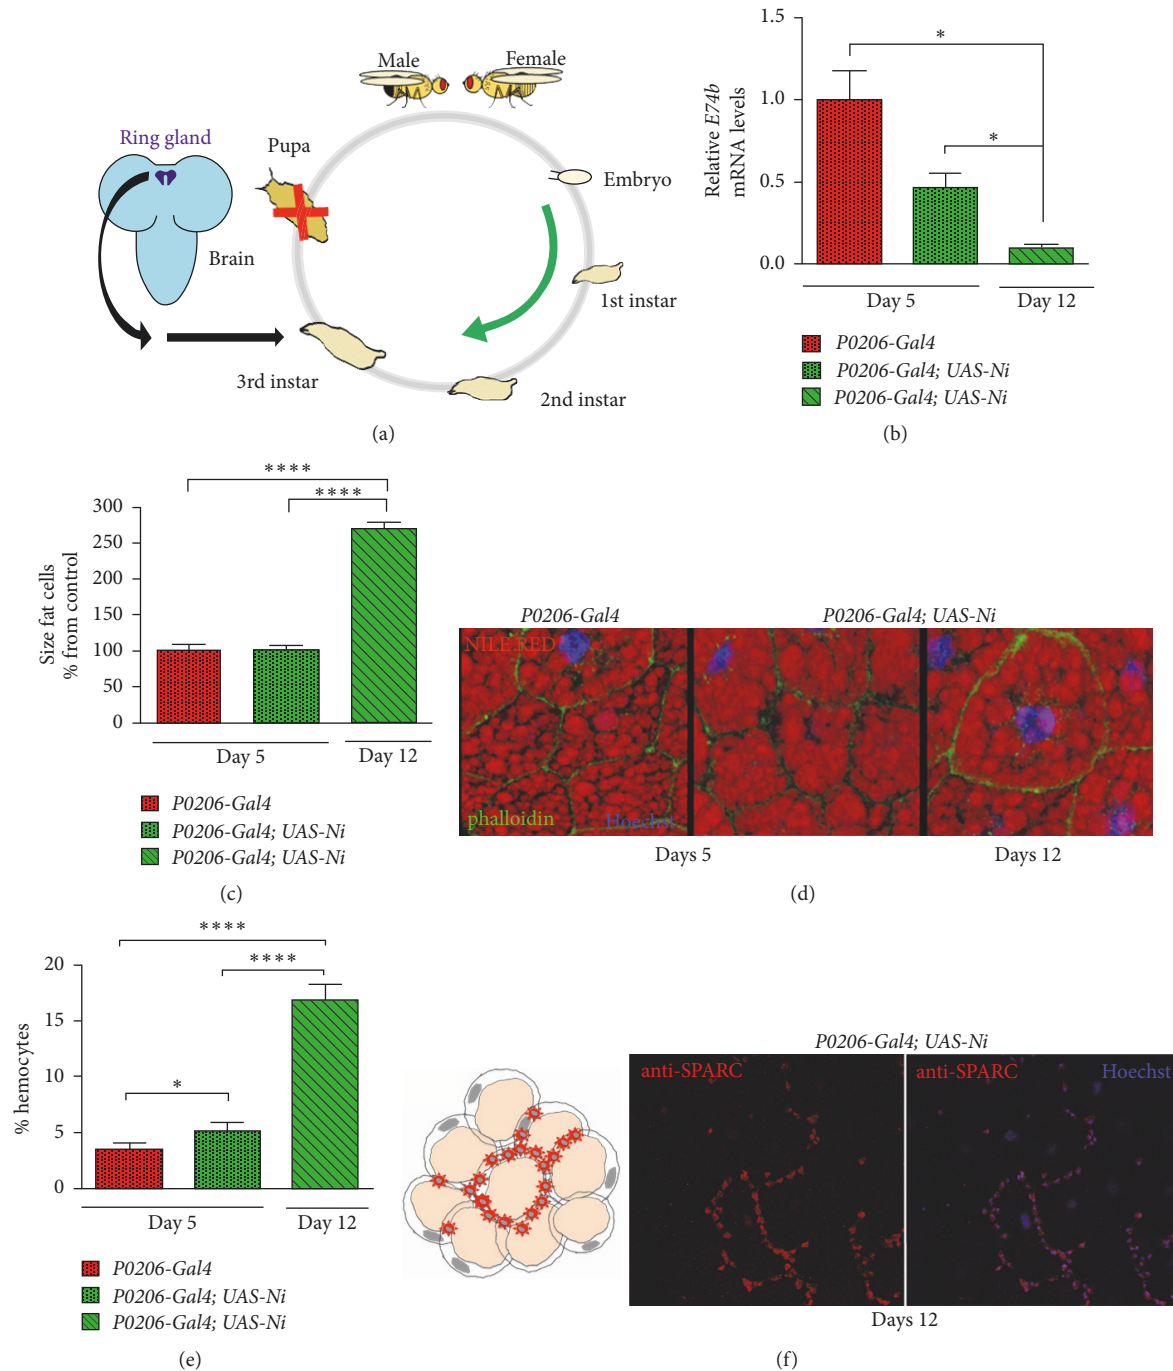 Male
Female
Ring gland
Pupa
Embryo
Brain
1st instar
3rd instar
2nd instar
(a)
Relative E74b
mRNA levels
1.5
1.0
0.5
0.0
*
*
Day 5
Day 12
P0206-Gal4
P0206-Gal4; UAS-Ni
P0206-Gal4; UAS-Ni
(b)
Size fat cells
% from control
300
250
200
150
100
50
0
****
****
Day 5
Day 12
P0206-Gal4
P0206-Gal4; UAS-Ni
P0206-Gal4; UAS-Ni
(c)
P0206-Gal4
P0206-Gal4; UAS-Ni
NILE RED
phalloidin
Hoechst
Days 5
Days 12
(d)
% hemocytes
20
15
10
5
0
****
****
*
Day 5
Day 12
P0206-Gal4
P0206-Gal4; UAS-Ni
P0206-Gal4; UAS-Ni
(e)
P0206-Gal4; UAS-Ni
anti-SPARC
anti-SPARC
Hoechst
Days 12
(f)